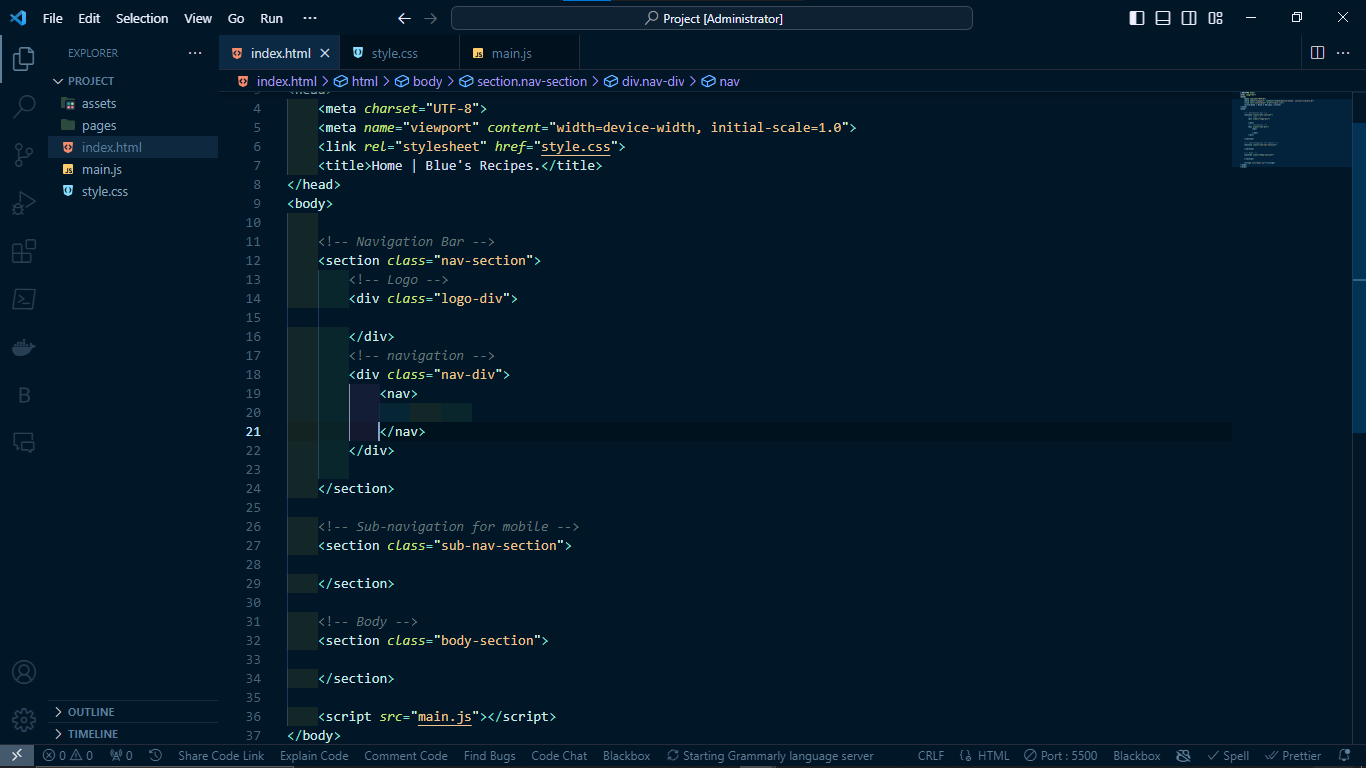 File Edit Selection View Go Run ··· Project [Administrator]
EXPLORER ···
PROJECT
assets
pages
index.html
main.js
style.css
OUTLINE
TIMELINE
index.html style.css main.js ···
index.html > html > body > section.nav-section > div.nav-div > nav
4 <meta charset="UTF-8">
5 <meta name="viewport" content="width=device-width, initial-scale=1.0">
6 <link rel="stylesheet" href="style.css">
7 <title>Home | Blue's Recipes.</title>
8 </head>
9 <body>
10
11 <!-- Navigation Bar -->
12 <section class="nav-section">
13 <!-- Logo -->
14 <div class="logo-div">
15
16 </div>
17 <!-- navigation -->
18 <div class="nav-div">
19 <nav>
20
21 </nav>
22 </div>
23
24 </section>
25
26 <!-- Sub-navigation for mobile -->
27 <section class="sub-nav-section">
28
29 </section>
30
31 <!-- Body -->
32 <section class="body-section">
33
34 </section>
35
36 <script src="main.js"></script>
37 </body>
0 0 0 Share Code Link Explain Code Comment Code Find Bugs Code Chat Blackbox Starting Grammarly language server CRLF {} HTML Port : 5500 Blackbox Spell Prettier